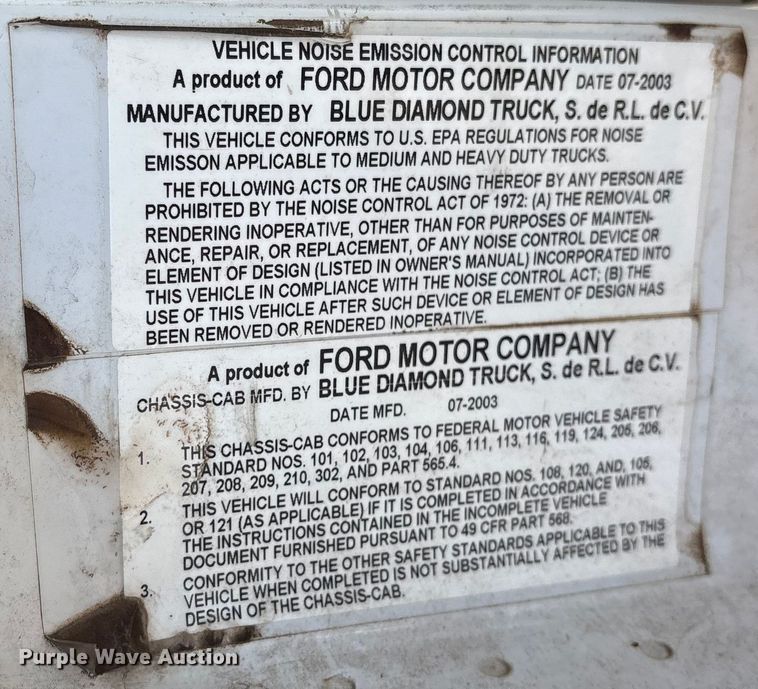 VEHICLE NOISE EMISSION CONTROL INFORMATION
A product of FORD MOTOR COMPANY DATE 07-2003
MANUFACTURED BY BLUE DIAMOND TRUCK, S. de R.L. de C.V.
THIS VEHICLE CONFORMS TO U.S. EPA REGULATIONS FOR NOISE
EMISSON APPLICABLE TO MEDIUM AND HEAVY DUTY TRUCKS.
THE FOLLOWING ACTS OR THE CAUSING THEREOF BY ANY PERSON ARE
PROHIBITED BY THE NOISE CONTROL ACT OF 1972: (A) THE REMOVAL OR
RENDERING INOPERATIVE, OTHER THAN FOR PURPOSES OF MAINTEN-
ANCE, REPAIR, OR REPLACEMENT, OF ANY NOISE CONTROL DEVICE OR
ELEMENT OF DESIGN (LISTED IN OWNER'S MANUAL) INCORPORATED INTO
THIS VEHICLE IN COMPLIANCE WITH THE NOISE CONTROL ACT; (B) THE
USE OF THIS VEHICLE AFTER SUCH DEVICE OR ELEMENT OF DESIGN HAS
BEEN REMOVED OR RENDERED INOPERATIVE.
A product of FORD MOTOR COMPANY
CHASSIS-CAB MFD. BY BLUE DIAMOND TRUCK, S. de R.L. de C.V.
DATE MFD. 07-2003
1. THIS CHASSIS-CAB CONFORMS TO FEDERAL MOTOR VEHICLE SAFETY
STANDARD NOS. 101, 102, 103, 104, 106, 111, 113, 116, 119, 124, 205, 206,
207, 208, 209, 210, 302, AND PART 565.4.
2. THIS VEHICLE WILL CONFORM TO STANDARD NOS. 108, 120, AND, 105,
OR 121 (AS APPLICABLE) IF IT IS COMPLETED IN ACCORDANCE WITH
THE INSTRUCTIONS CONTAINED IN THE INCOMPLETE VEHICLE
DOCUMENT FURNISHED PURSUANT TO 49 CFR PART 568.
3. CONFORMITY TO THE OTHER SAFETY STANDARDS APPLICABLE TO THIS
VEHICLE WHEN COMPLETED IS NOT SUBSTANTIALLY AFFECTED BY THE
DESIGN OF THE CHASSIS-CAB.
Purple Wave Auction